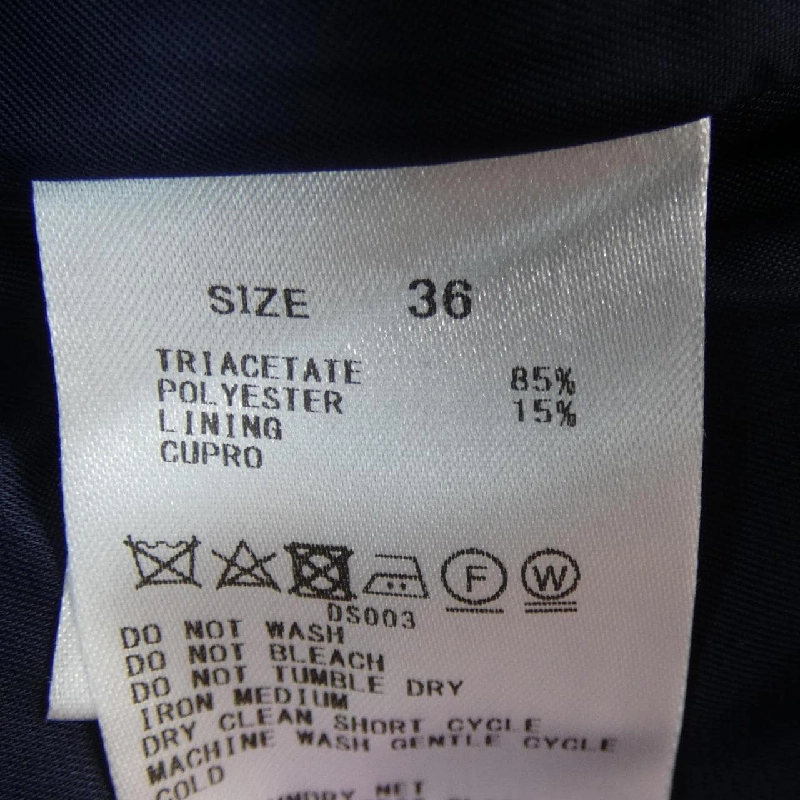 SIZE 36
TRIACETATE 85%
POLYESTER 15%
LINING
CUPRO
F W
DS003
DO NOT WASH
DO NOT BLEACH
DO NOT TUMBLE DRY
IRON MEDIUM
DRY CLEAN SHORT CYCLE
MACHINE WASH GENTLE CYCLE
COLD
NET